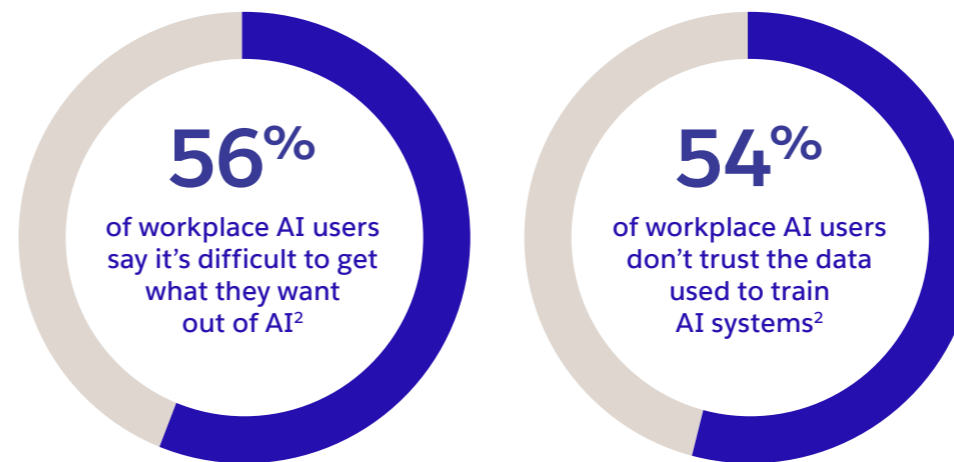 56%
of workplace AI users
say it’s difficult to get
what they want
out of AI²
54%
of workplace AI users
don’t trust the data
used to train
AI systems²